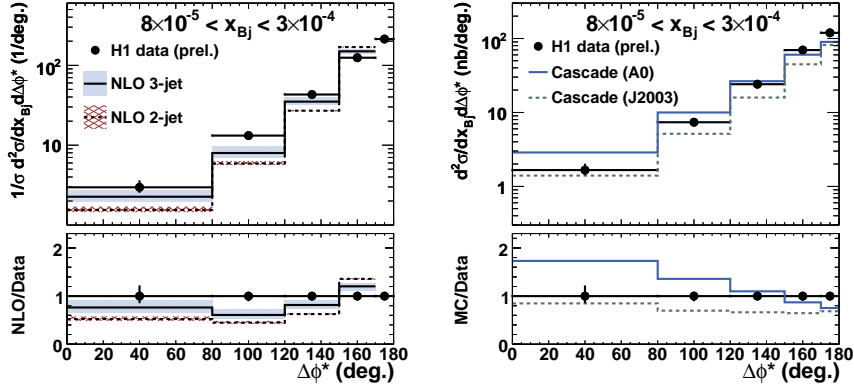 8×10⁻⁵ < x_Bj < 3×10⁻⁴
1/σ d²σ/dx_Bj dΔϕ* (1/deg.)
10²
10
H1 data (prel.)
NLO 3-jet
NLO 2-jet
NLO/Data
2
1
0
0 20 40 60 80 100 120 140 160 180
Δϕ* (deg.)
8×10⁻⁵ < x_Bj < 3×10⁻⁴
d²σ/dx_Bj dΔϕ* (nb/deg.)
10²
10
1
H1 data (prel.)
Cascade (A0)
Cascade (J2003)
MC/Data
2
1
0
0 20 40 60 80 100 120 140 160 180
Δϕ* (deg.)